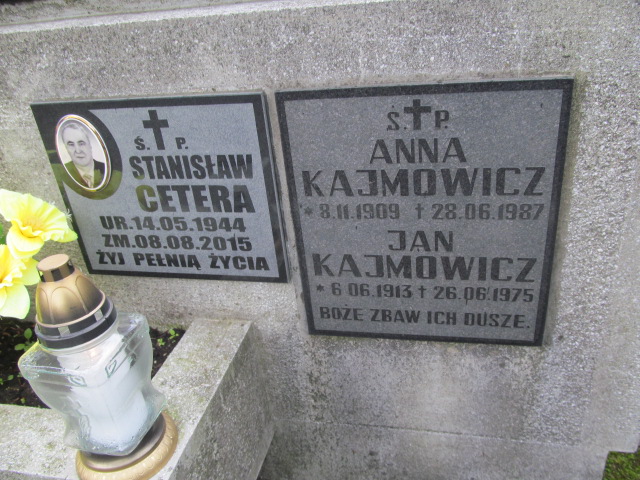 Ś. P.
STANISŁAW
CETERA
UR.14.05.1944
ZM.08.08.2015
ŻYJ PEŁNIĄ ŻYCIA
Ś. P.
ANNA
KAJMOWICZ
* 8.11.1909 † 28.06.1987
JAN
KAJMOWICZ
* 6.06.1913 † 26.06.1975
BOŻE ZBAW ICH DUSZE.